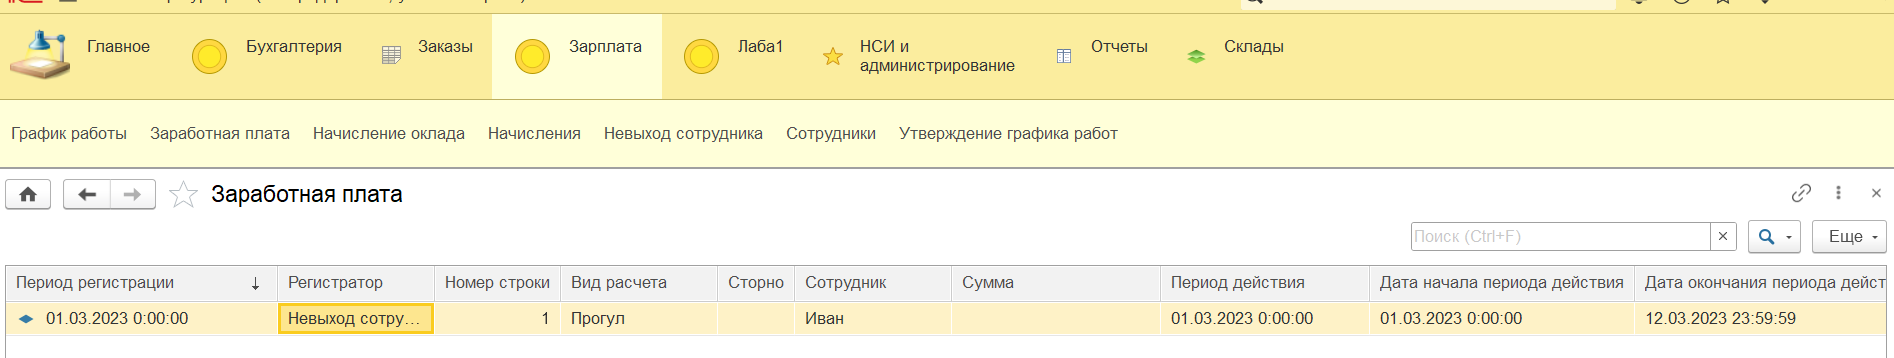 Главное
Бухгалтерия
Заказы
Зарплата
Лаба1
НСИ и
администрирование
Отчеты
Склады
График работы Заработная плата Начисление оклада Начисления Невыход сотрудника Сотрудники Утверждение графика работ
Заработная плата
Поиск (Ctrl+F)
Еще
Период регистрации Регистратор Номер строки Вид расчета Сторно Сотрудник Сумма Период действия Дата начала периода действия Дата окончания периода дейст
01.03.2023 0:00:00 Невыход сотру... 1 Прогул Иван 01.03.2023 0:00:00 01.03.2023 0:00:00 12.03.2023 23:59:59